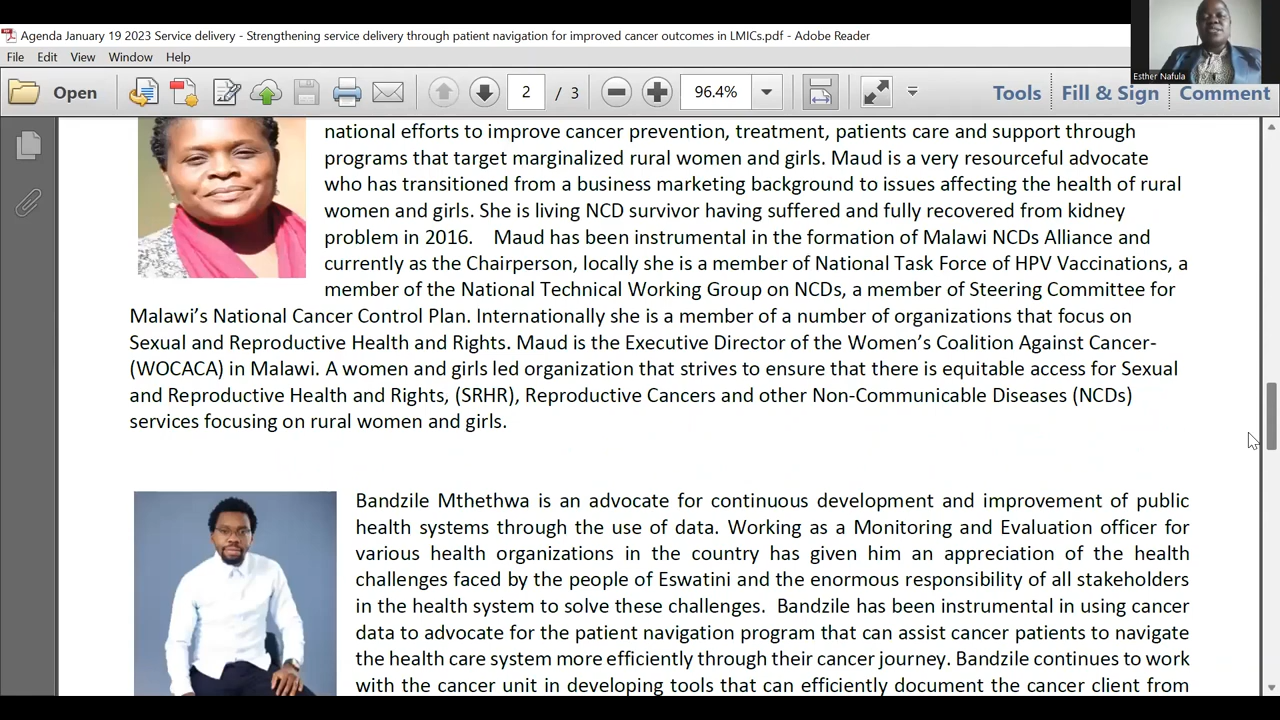 Agenda January 19 2023 Service delivery - Strengthening service delivery through patient navigation for improved cancer outcomes in LMICs.pdf - Adobe Reader
File Edit View Window Help
Open 2 / 3 96.4% Tools Fill & Sign Comment
Esther Nafula
national efforts to improve cancer prevention, treatment, patients care and support through
programs that target marginalized rural women and girls. Maud is a very resourceful advocate
who has transitioned from a business marketing background to issues affecting the health of rural
women and girls. She is living NCD survivor having suffered and fully recovered from kidney
problem in 2016. Maud has been instrumental in the formation of Malawi NCDs Alliance and
currently as the Chairperson, locally she is a member of National Task Force of HPV Vaccinations, a
member of the National Technical Working Group on NCDs, a member of Steering Committee for
Malawi’s National Cancer Control Plan. Internationally she is a member of a number of organizations that focus on
Sexual and Reproductive Health and Rights. Maud is the Executive Director of the Women’s Coalition Against Cancer-
(WOCACA) in Malawi. A women and girls led organization that strives to ensure that there is equitable access for Sexual
and Reproductive Health and Rights, (SRHR), Reproductive Cancers and other Non-Communicable Diseases (NCDs)
services focusing on rural women and girls.
Bandzile Mthethwa is an advocate for continuous development and improvement of public
health systems through the use of data. Working as a Monitoring and Evaluation officer for
various health organizations in the country has given him an appreciation of the health
challenges faced by the people of Eswatini and the enormous responsibility of all stakeholders
in the health system to solve these challenges. Bandzile has been instrumental in using cancer
data to advocate for the patient navigation program that can assist cancer patients to navigate
the health care system more efficiently through their cancer journey. Bandzile continues to work
with the cancer unit in developing tools that can efficiently document the cancer client from